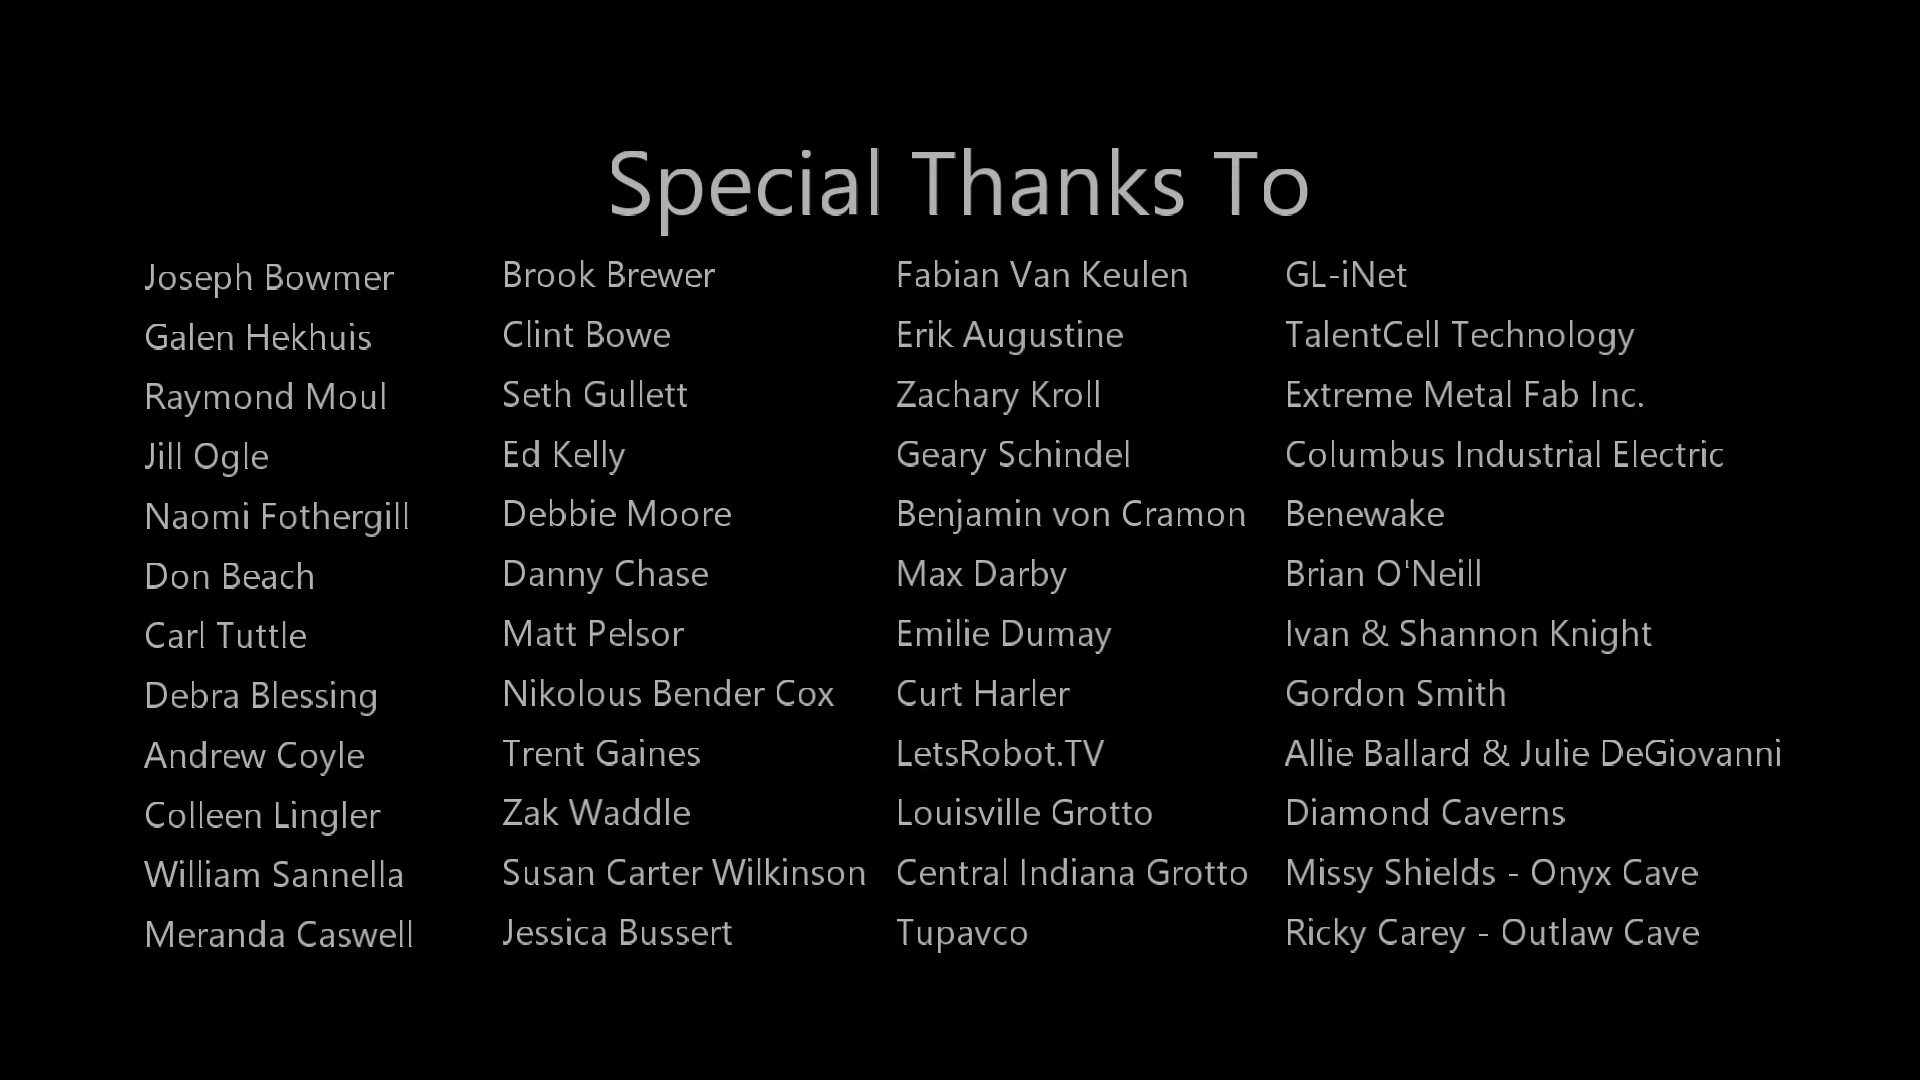 Special Thanks To
Joseph Bowmer
Galen Hekhuis
Raymond Moul
Jill Ogle
Naomi Fothergill
Don Beach
Carl Tuttle
Debra Blessing
Andrew Coyle
Colleen Lingler
William Sannella
Meranda Caswell
Brook Brewer
Clint Bowe
Seth Gullett
Ed Kelly
Debbie Moore
Danny Chase
Matt Pelsor
Nikolous Bender Cox
Trent Gaines
Zak Waddle
Susan Carter Wilkinson
Jessica Bussert
Fabian Van Keulen
Erik Augustine
Zachary Kroll
Geary Schindel
Benjamin von Cramon
Max Darby
Emilie Dumay
Curt Harler
LetsRobot.TV
Louisville Grotto
Central Indiana Grotto
Tupavco
GL-iNet
TalentCell Technology
Extreme Metal Fab Inc.
Columbus Industrial Electric
Benewake
Brian O'Neill
Ivan & Shannon Knight
Gordon Smith
Allie Ballard & Julie DeGiovanni
Diamond Caverns
Missy Shields - Onyx Cave
Ricky Carey - Outlaw Cave